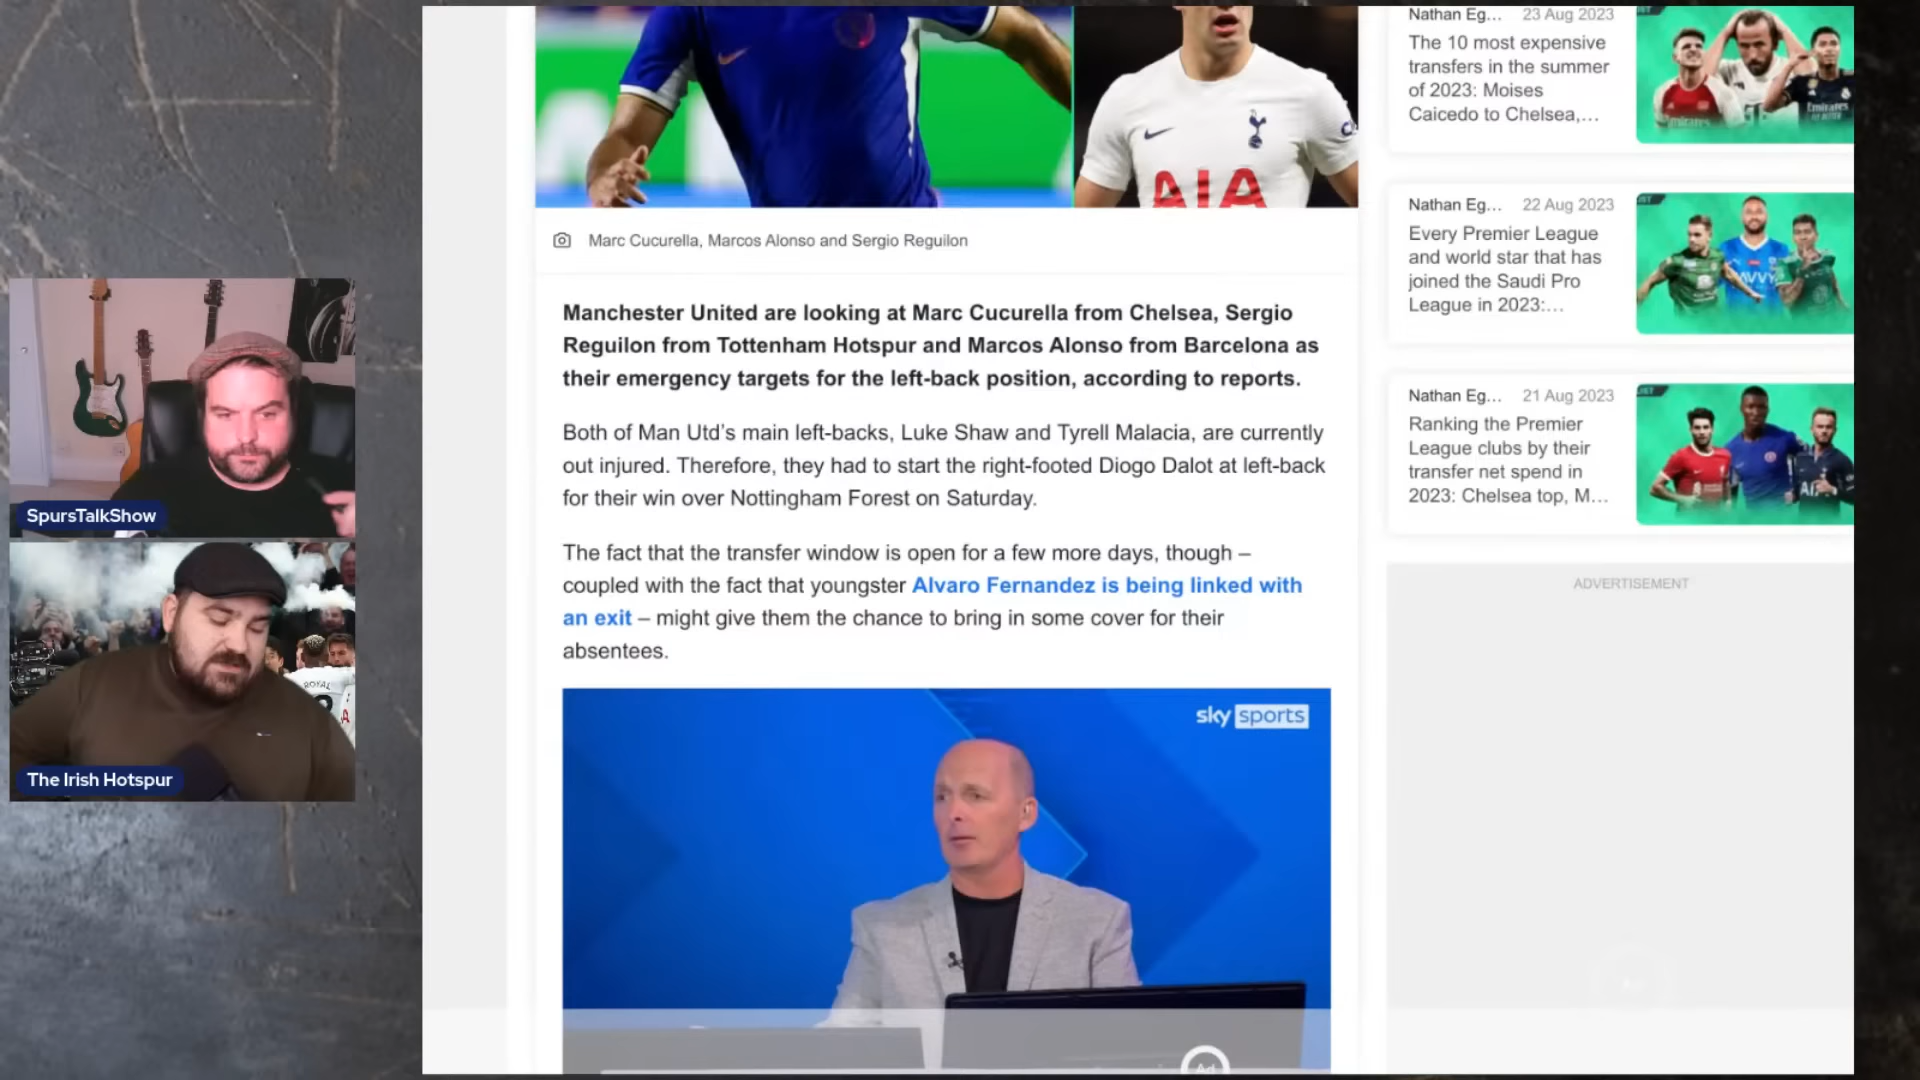 SpursTalkShow
ROYAL
The Irish Hotspur
AIA
Marc Cucurella, Marcos Alonso and Sergio Reguilon
Manchester United are looking at Marc Cucurella from Chelsea, Sergio
Reguilon from Tottenham Hotspur and Marcos Alonso from Barcelona as
their emergency targets for the left-back position, according to reports.
Both of Man Utd’s main left-backs, Luke Shaw and Tyrell Malacia, are currently
out injured. Therefore, they had to start the right-footed Diogo Dalot at left-back
for their win over Nottingham Forest on Saturday.
The fact that the transfer window is open for a few more days, though –
coupled with the fact that youngster Alvaro Fernandez is being linked with
an exit – might give them the chance to bring in some cover for their
absentees.
sky sports
Ad
Nathan Eg... 23 Aug 2023
The 10 most expensive
transfers in the summer
of 2023: Moises
Caicedo to Chelsea,...
Nathan Eg... 22 Aug 2023
Every Premier League
and world star that has
joined the Saudi Pro
League in 2023:...
Nathan Eg... 21 Aug 2023
Ranking the Premier
League clubs by their
transfer net spend in
2023: Chelsea top, M...
ADVERTISEMENT